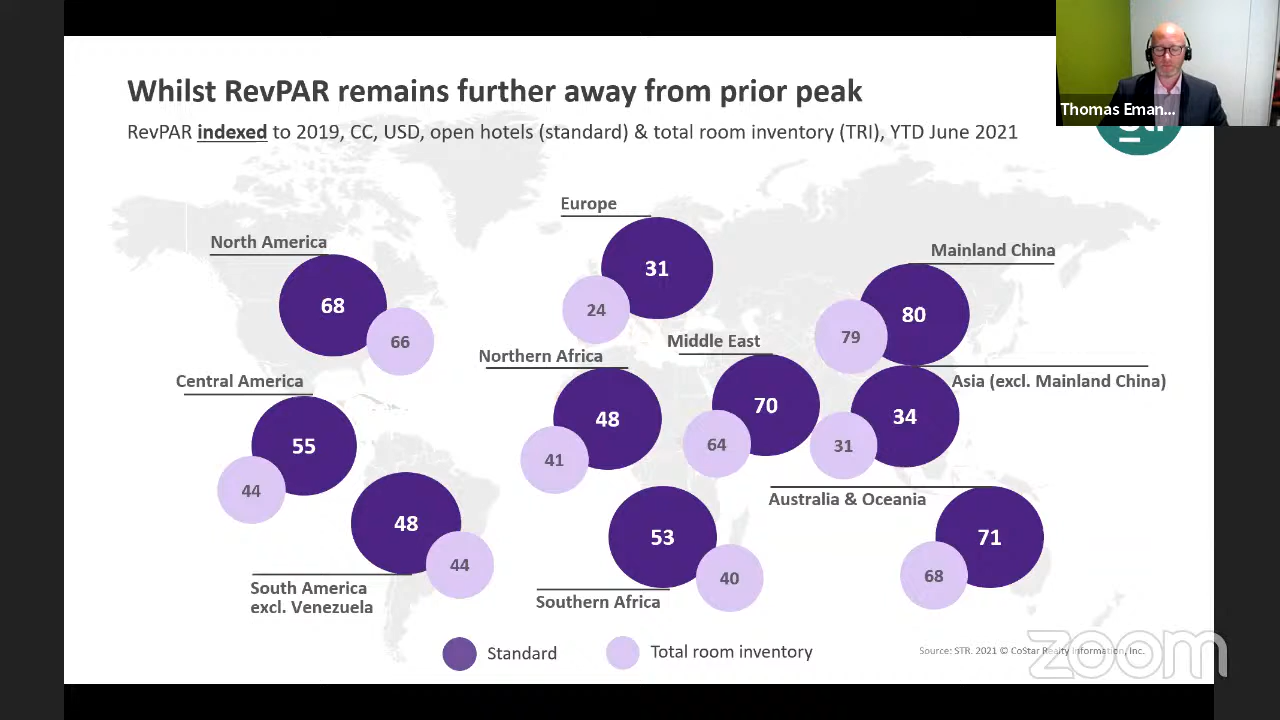 Whilst RevPAR remains further away from prior peak
RevPAR indexed to 2019, CC, USD, open hotels (standard) & total room inventory (TRI), YTD June 2021
Thomas Eman...
str
Europe
31
24
North America
68
66
Mainland China
80
79
Northern Africa
48
41
Middle East
70
64
Asia (excl. Mainland China)
34
31
Central America
55
44
Australia & Oceania
71
68
48
44
South America
excl. Venezuela
53
40
Southern Africa
Standard
Total room inventory
Source: STR. 2021 © CoStar Realty Information, Inc.
zoom